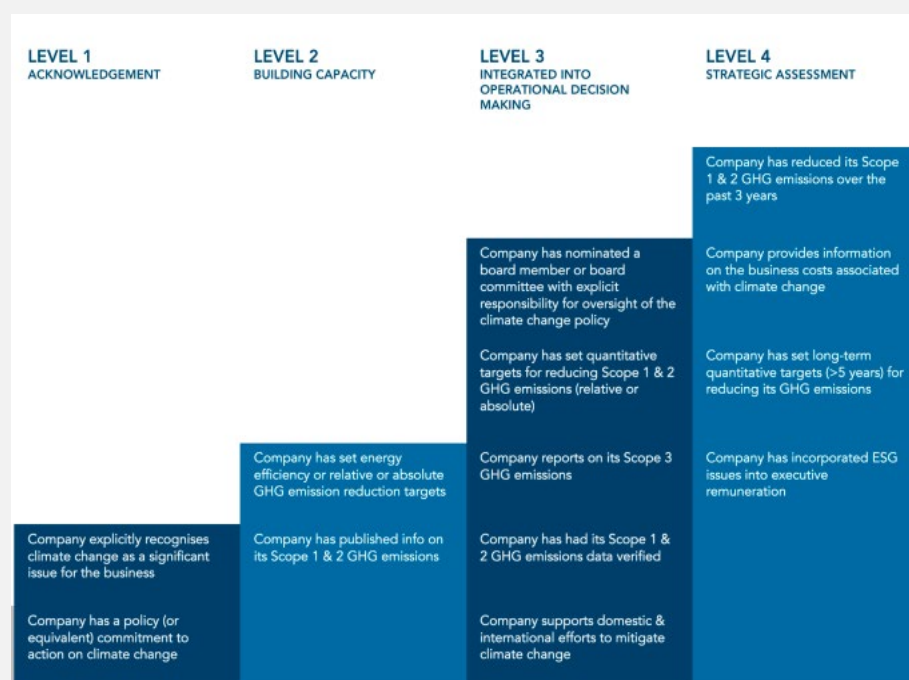 LEVEL 1
ACKNOWLEDGEMENT
Company explicitly recognises
climate change as a significant
issue for the business
Company has a policy (or
equivalent) commitment to
action on climate change
LEVEL 2
BUILDING CAPACITY
Company has set energy
efficiency or relative or absolute
GHG emission reduction targets
Company has published info on
its Scope 1 & 2 GHG emissions
LEVEL 3
INTEGRATED INTO
OPERATIONAL DECISION
MAKING
Company has nominated a
board member or board
committee with explicit
responsibility for oversight of the
climate change policy
Company has set quantitative
targets for reducing Scope 1 & 2
GHG emissions (relative or
absolute)
Company reports on its Scope 3
GHG emissions
Company has had its Scope 1 &
2 GHG emissions data verified
Company supports domestic &
international efforts to mitigate
climate change
LEVEL 4
STRATEGIC ASSESSMENT
Company has reduced its Scope
1 & 2 GHG emissions over the
past 3 years
Company provides information
on the business costs associated
with climate change
Company has set long-term
quantitative targets (>5 years) for
reducing its GHG emissions
Company has incorporated ESG
issues into executive
remuneration